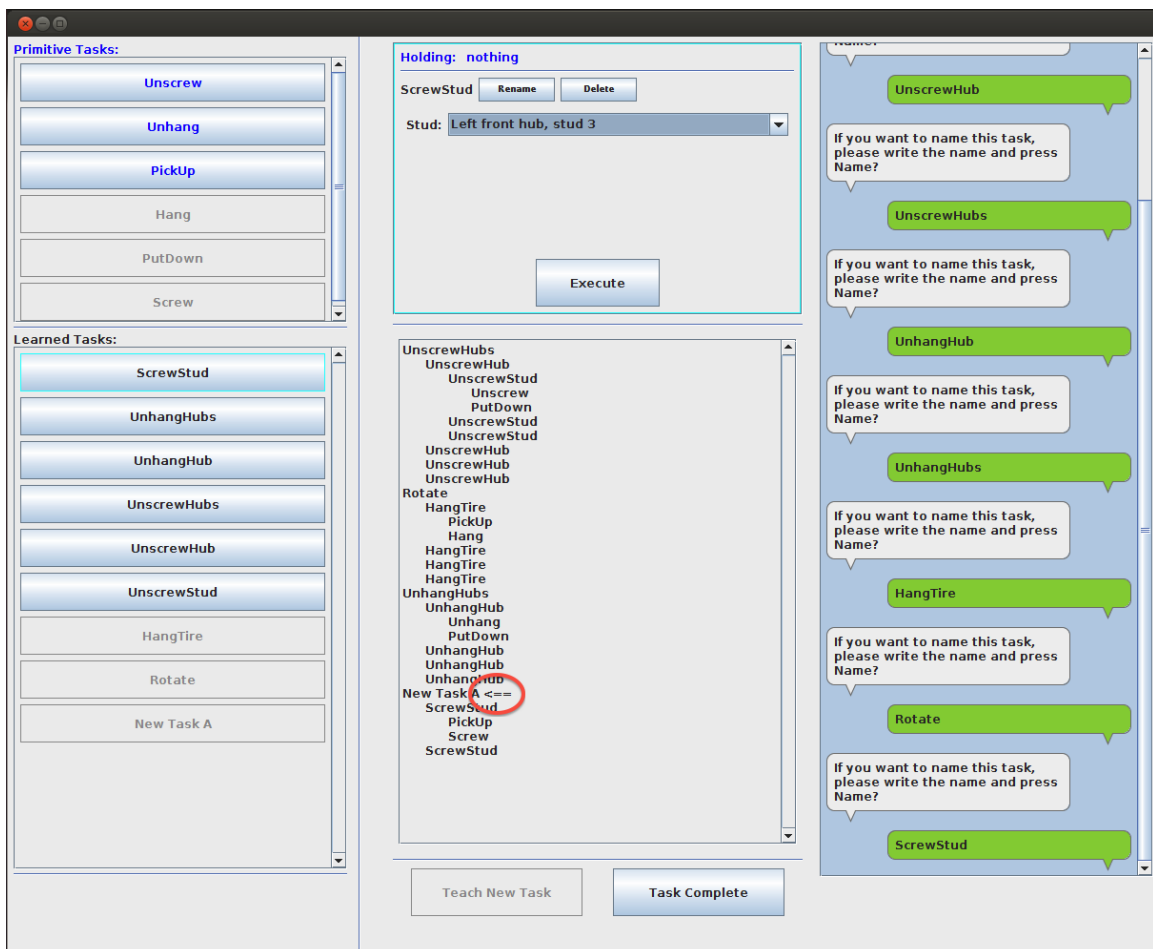 Primitive Tasks:
Unscrew
Unhang
PickUp
Hang
PutDown
Screw
Learned Tasks:
ScrewStud
UnhangHubs
UnhangHub
UnscrewHubs
UnscrewHub
UnscrewStud
HangTire
Rotate
New Task A
Holding: nothing
ScrewStud Rename Delete
Stud: Left front hub, stud 3
Execute
UnscrewHubs
UnscrewHub
UnscrewStud
Unscrew
PutDown
UnscrewStud
UnscrewStud
UnscrewHub
UnscrewHub
UnscrewHub
Rotate
HangTire
PickUp
Hang
HangTire
HangTire
HangTire
UnhangHubs
UnhangHub
Unhang
PutDown
UnhangHub
UnhangHub
UnhangHub
New Task A <==
ScrewStud
PickUp
Screw
ScrewStud
Teach New Task
Task Complete
Name?
UnscrewHub
If you want to name this task,
please write the name and press
Name?
UnscrewHubs
If you want to name this task,
please write the name and press
Name?
UnhangHub
If you want to name this task,
please write the name and press
Name?
UnhangHubs
If you want to name this task,
please write the name and press
Name?
HangTire
If you want to name this task,
please write the name and press
Name?
Rotate
If you want to name this task,
please write the name and press
Name?
ScrewStud